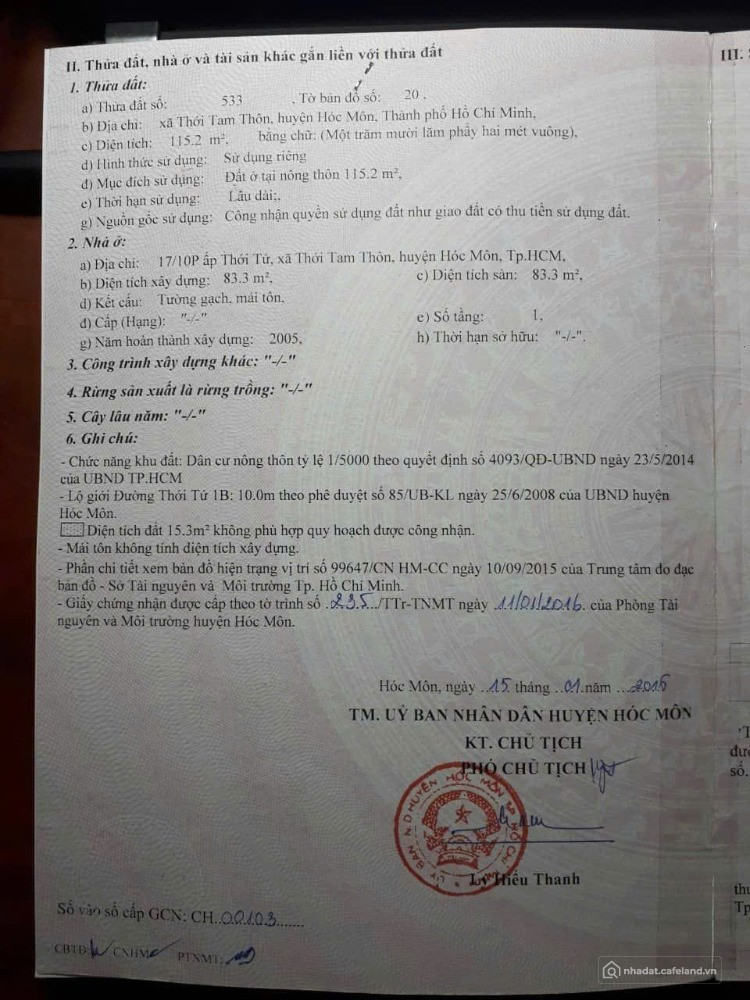 II. Thửa đất, nhà ở và tài sản khác gắn liền với thửa đất
1. Thửa đất:
a) Thửa đất số: 533 , Tờ bản đồ số: 20 ,
b) Địa chỉ: xã Thới Tam Thôn, huyện Hóc Môn, Thành phố Hồ Chí Minh,
c) Diện tích: 115.2 m², bằng chữ: (Một trăm mười lăm phẩy hai mét vuông),
d) Hình thức sử dụng: Sử dụng riêng
đ) Mục đích sử dụng: Đất ở tại nông thôn 115.2 m²,
e) Thời hạn sử dụng: Lâu dài;,
g) Nguồn gốc sử dụng: Công nhận quyền sử dụng đất như giao đất có thu tiền sử dụng đất.
2. Nhà ở:
a) Địa chỉ: 17/10P ấp Thới Tứ, xã Thới Tam Thôn, huyện Hóc Môn, Tp.HCM,
b) Diện tích xây dựng: 83.3 m², c) Diện tích sàn: 83.3 m²,
d) Kết cấu: Tường gạch, mái tôn,
đ) Cấp (Hạng): "-/-" e) Số tầng: 1,
g) Năm hoàn thành xây dựng: 2005, h) Thời hạn sở hữu: "-/-".
3. Công trình xây dựng khác: "-/-"
4. Rừng sản xuất là rừng trồng: "-/-"
5. Cây lâu năm: "-/-"
6. Ghi chú:
- Chức năng khu đất: Dân cư nông thôn tỷ lệ 1/5000 theo quyết định số 4093/QĐ-UBND ngày 23/5/2014
của UBND TP.HCM
- Lộ giới Đường Thới Tứ 1B: 10.0m theo phê duyệt số 85/UB-KL ngày 25/6/2008 của UBND huyện
Hóc Môn.
Diện tích đất 15.3m² không phù hợp quy hoạch được công nhận.
- Mái tôn không tính diện tích xây dựng.
- Phần chi tiết xem bản đồ hiện trạng vị trí số 99647/CN HM-CC ngày 10/09/2015 của Trung tâm đo đạc
bản đồ - Sở Tài nguyên và Môi trường Tp. Hồ Chí Minh.
- Giấy chứng nhận được cấp theo tờ trình số .235../TTr-TNMT ngày .11/01/2016. của Phòng Tài
nguyên và Môi trường huyện Hóc Môn.
Hóc Môn, ngày ..15 tháng ..01.năm ...2016
TM. UỶ BAN NHÂN DÂN HUYỆN HÓC MÔN
KT. CHỦ TỊCH
PHÓ CHỦ TỊCH
Lý Hiếu Thanh
Số vào sổ cấp GCN: CH..00103.......
CBTĐ: CNHM PTNMT:
III.
đượ
số.
th
Tp
nhadat.cafeland.vn